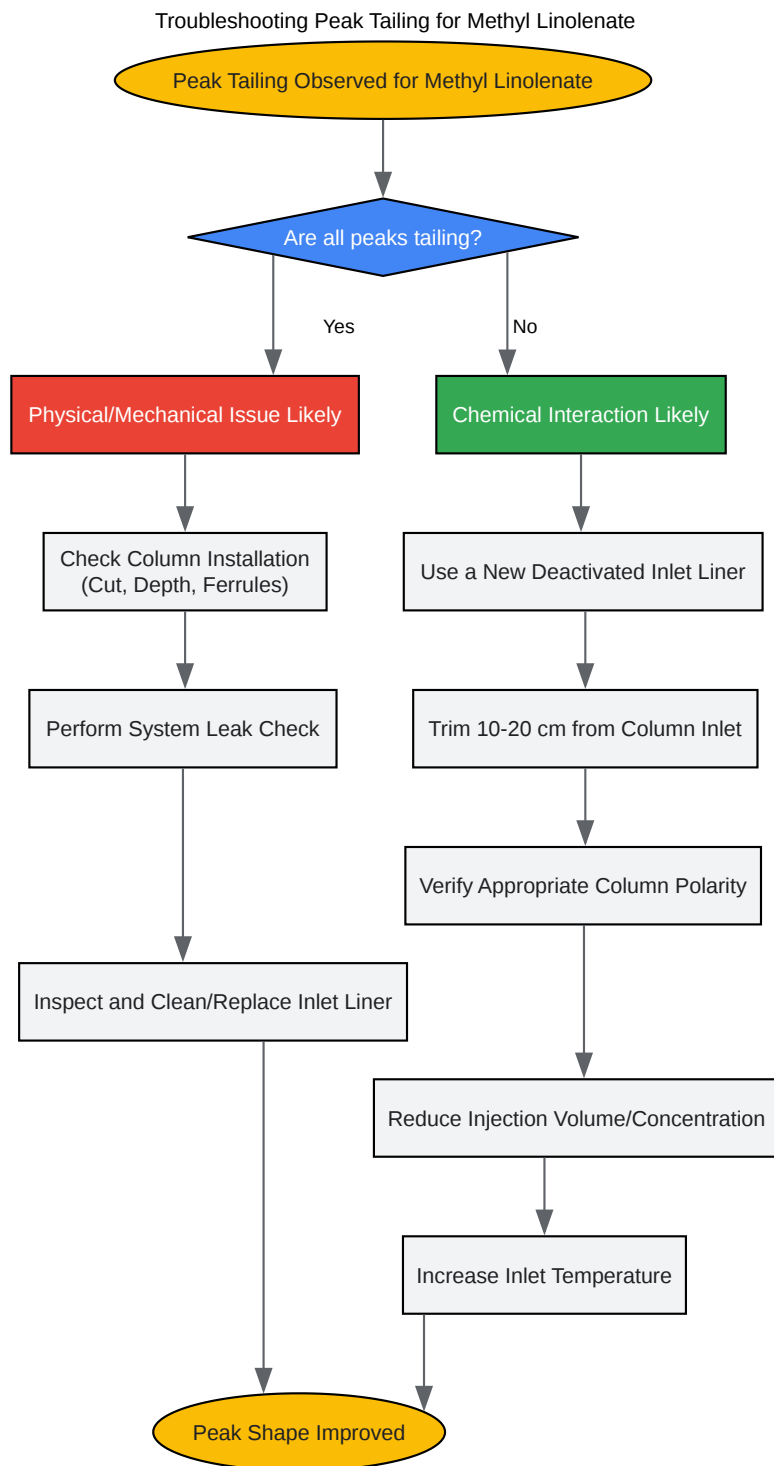 Troubleshooting Peak Tailing for Methyl Linolenate
Peak Tailing Observed for Methyl Linolenate
Are all peaks tailing?
Yes
No
Physical/Mechanical Issue Likely
Chemical Interaction Likely
Check Column Installation
(Cut, Depth, Ferrules)
Use a New Deactivated Inlet Liner
Perform System Leak Check
Trim 10-20 cm from Column Inlet
Verify Appropriate Column Polarity
Inspect and Clean/Replace Inlet Liner
Reduce Injection Volume/Concentration
Increase Inlet Temperature
Peak Shape Improved